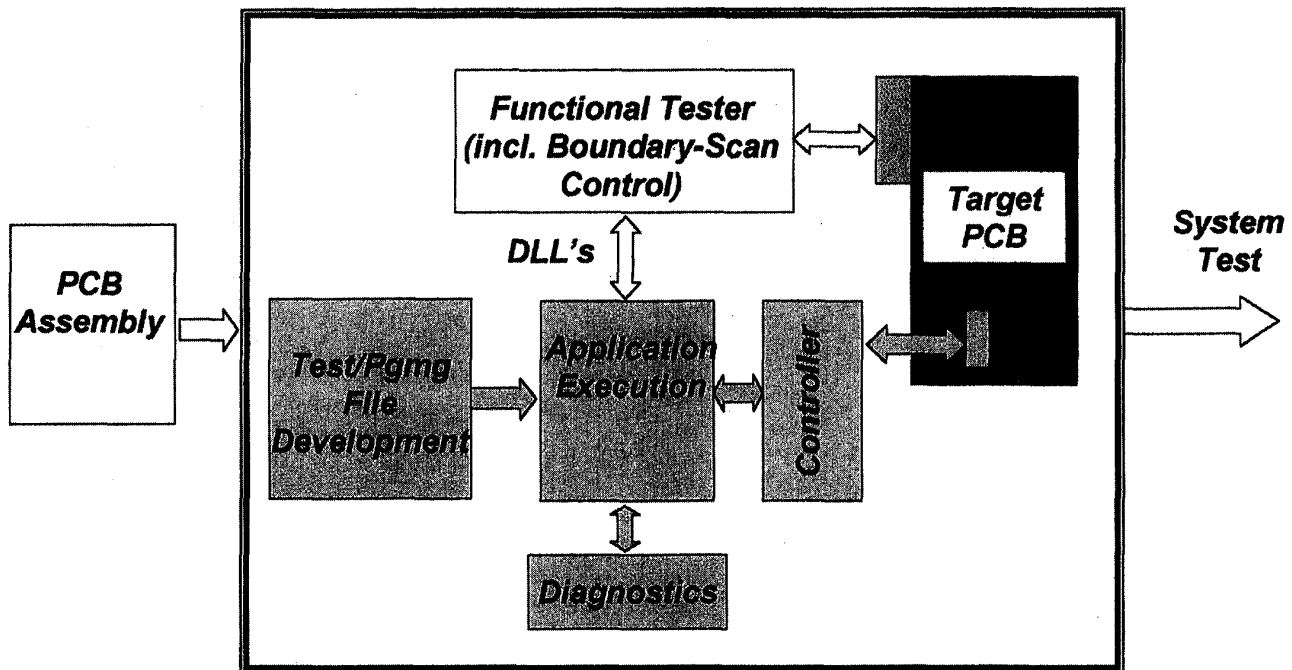 Functional Tester
(incl. Boundary-Scan
Control)
Target
PCB
System
Test
DLL's
PCB
Assembly
Test/Pgmg
File
Development
Application
Execution
Controller
Diagnostics